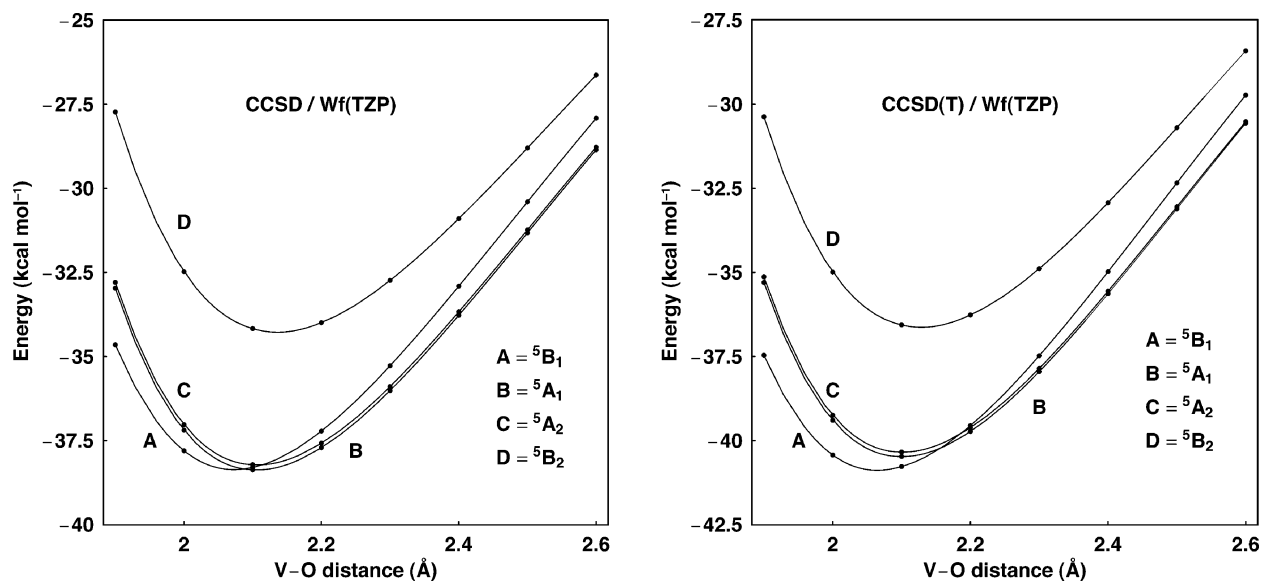 −25
−27.5
−30
−32.5
−35
−37.5
−40
Energy (kcal mol⁻¹)
CCSD / Wf(TZP)
D
C
A
B
A = ⁵B₁
B = ⁵A₁
C = ⁵A₂
D = ⁵B₂
2 2.2 2.4 2.6
V−O distance (Å)
−27.5
−30
−32.5
−35
−37.5
−40
−42.5
Energy (kcal mol⁻¹)
CCSD(T) / Wf(TZP)
D
C
A
B
A = ⁵B₁
B = ⁵A₁
C = ⁵A₂
D = ⁵B₂
2 2.2 2.4 2.6
V−O distance (Å)